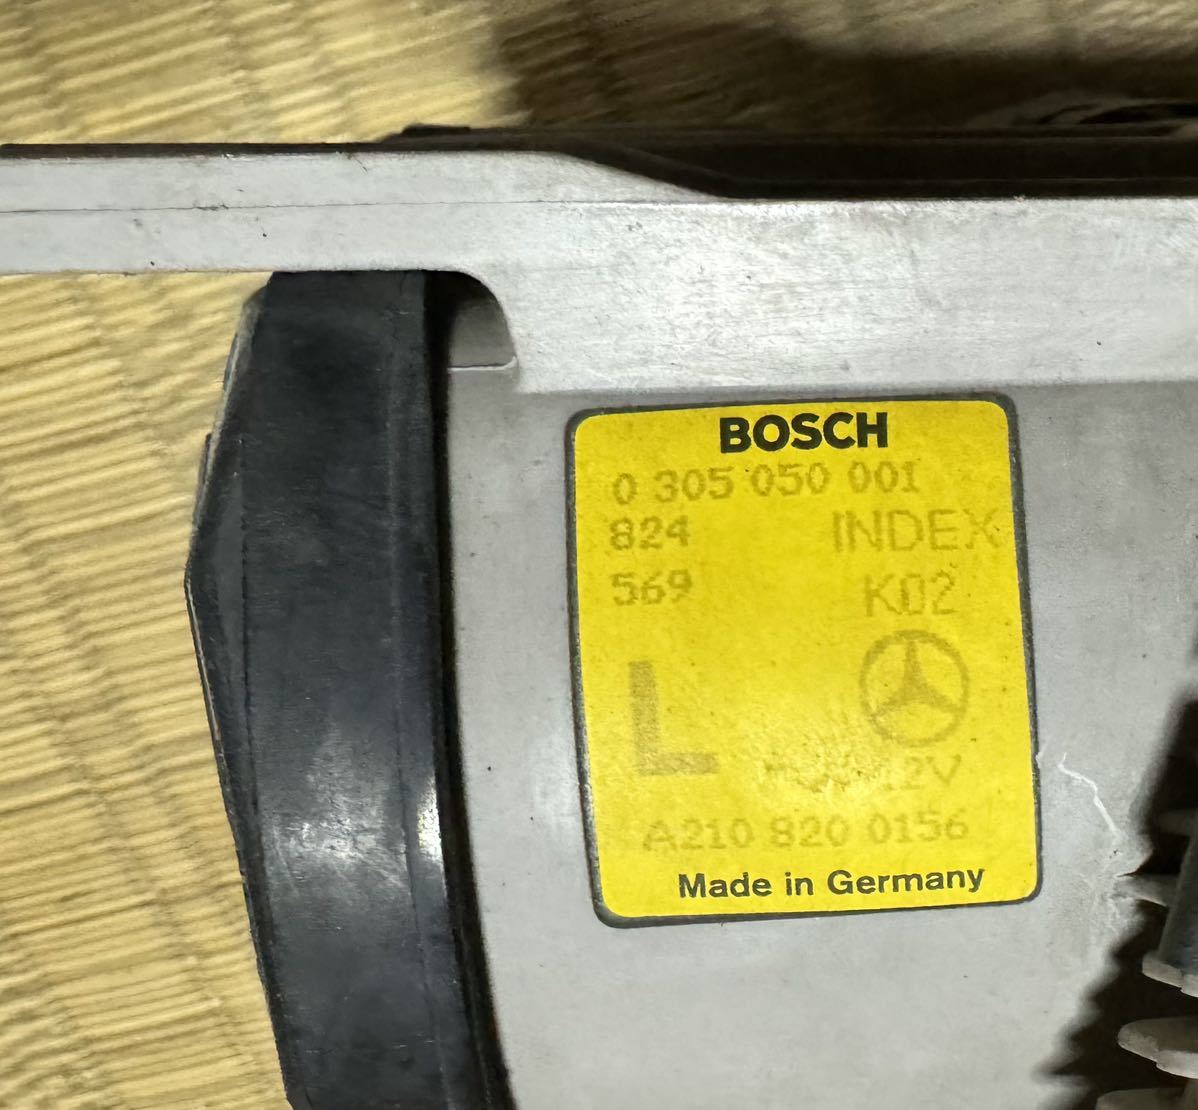 BOSCH
0 305 050 001
824 INDEX
569 K02
L
12V
A210 820 0156
Made in Germany